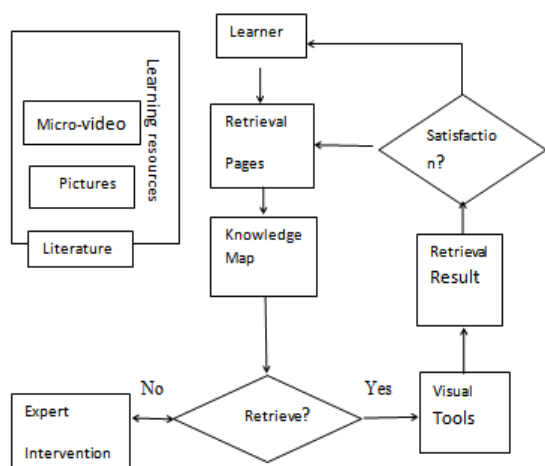 Learning resources
Micro-video
Pictures
Literature
Learner
Retrieval
Pages
Knowledge
Map
Satisfactio
n?
Retrieval
Result
Visual
Tools
Retrieve?
No
Yes
Expert
Intervention